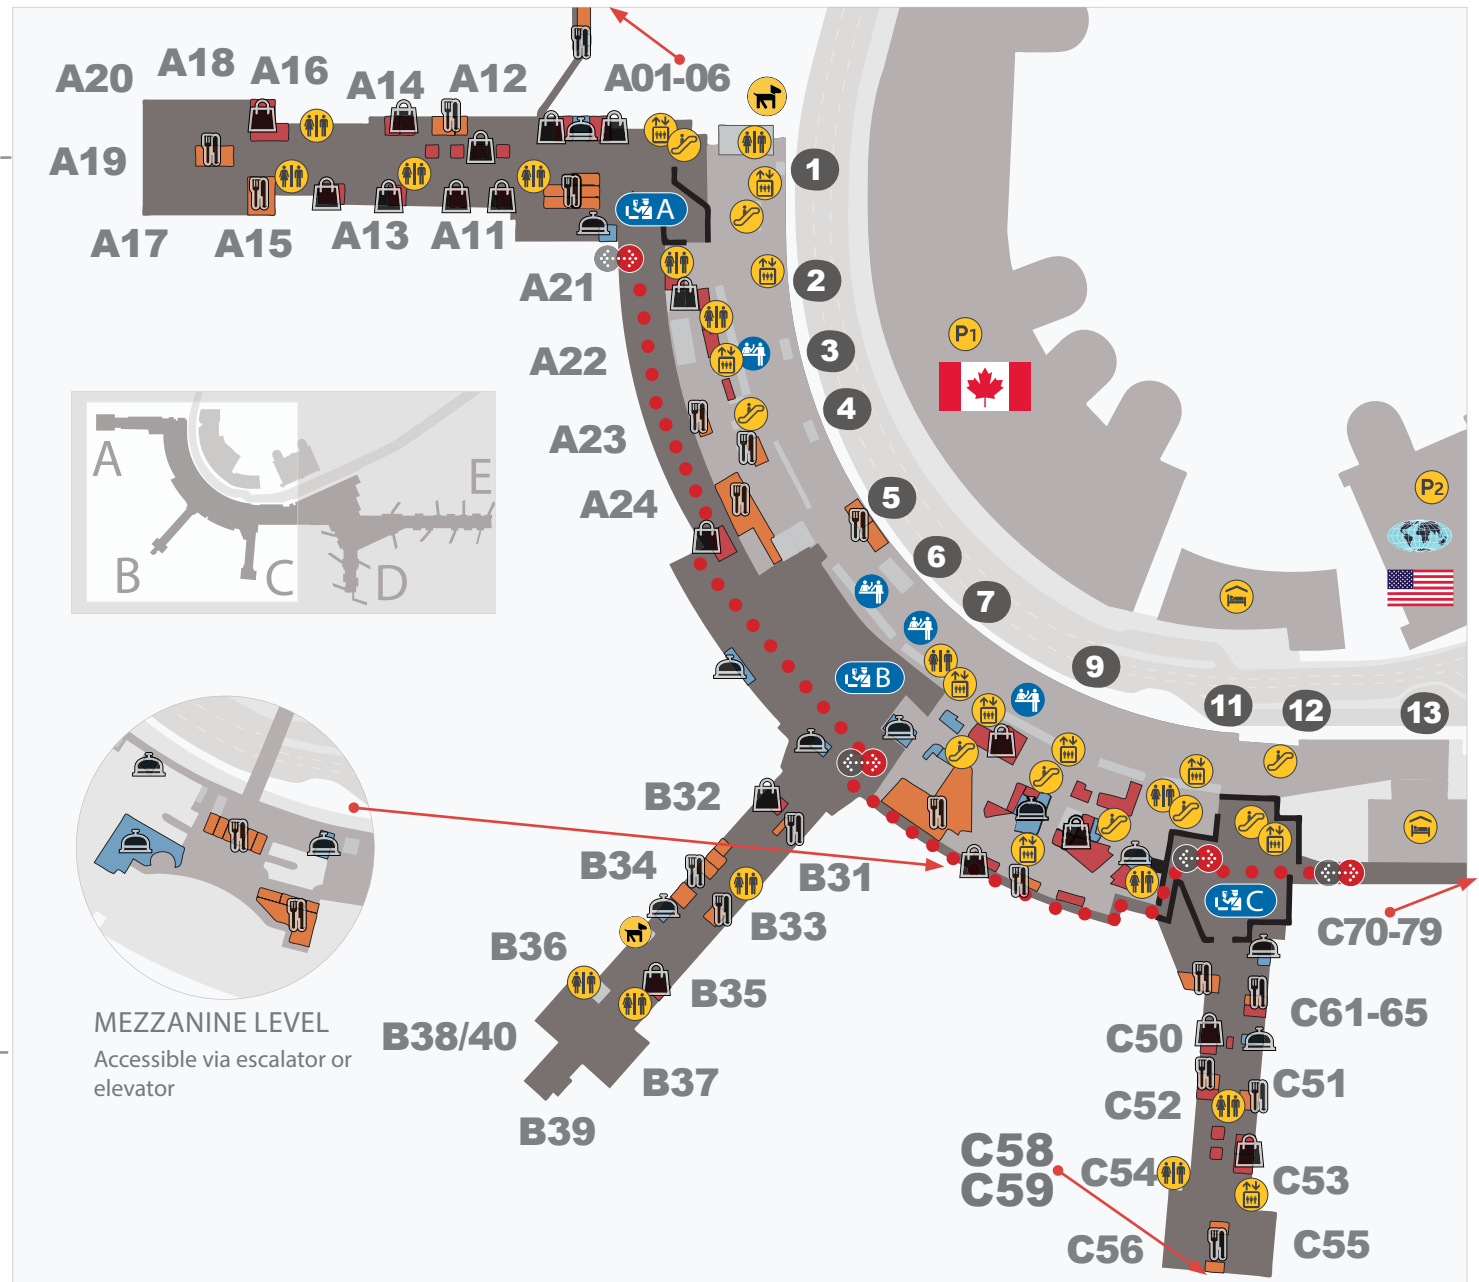 A18
A16
A20
A14
A12
A01-06
A19
A17
A15
A13
A11
A
1
A21
2
A22
3
P1
4
A23
A24
5
6
7
P2
A
B
C
D
E
B
9
11
12
13
B32
B34
B31
B33
B36
B35
B38/40
B37
B39
C
C70-79
C61-65
C50
C51
C52
C58
C59
C54
C53
C56
C55
MEZZANINE LEVEL
Accessible via escalator or
elevator